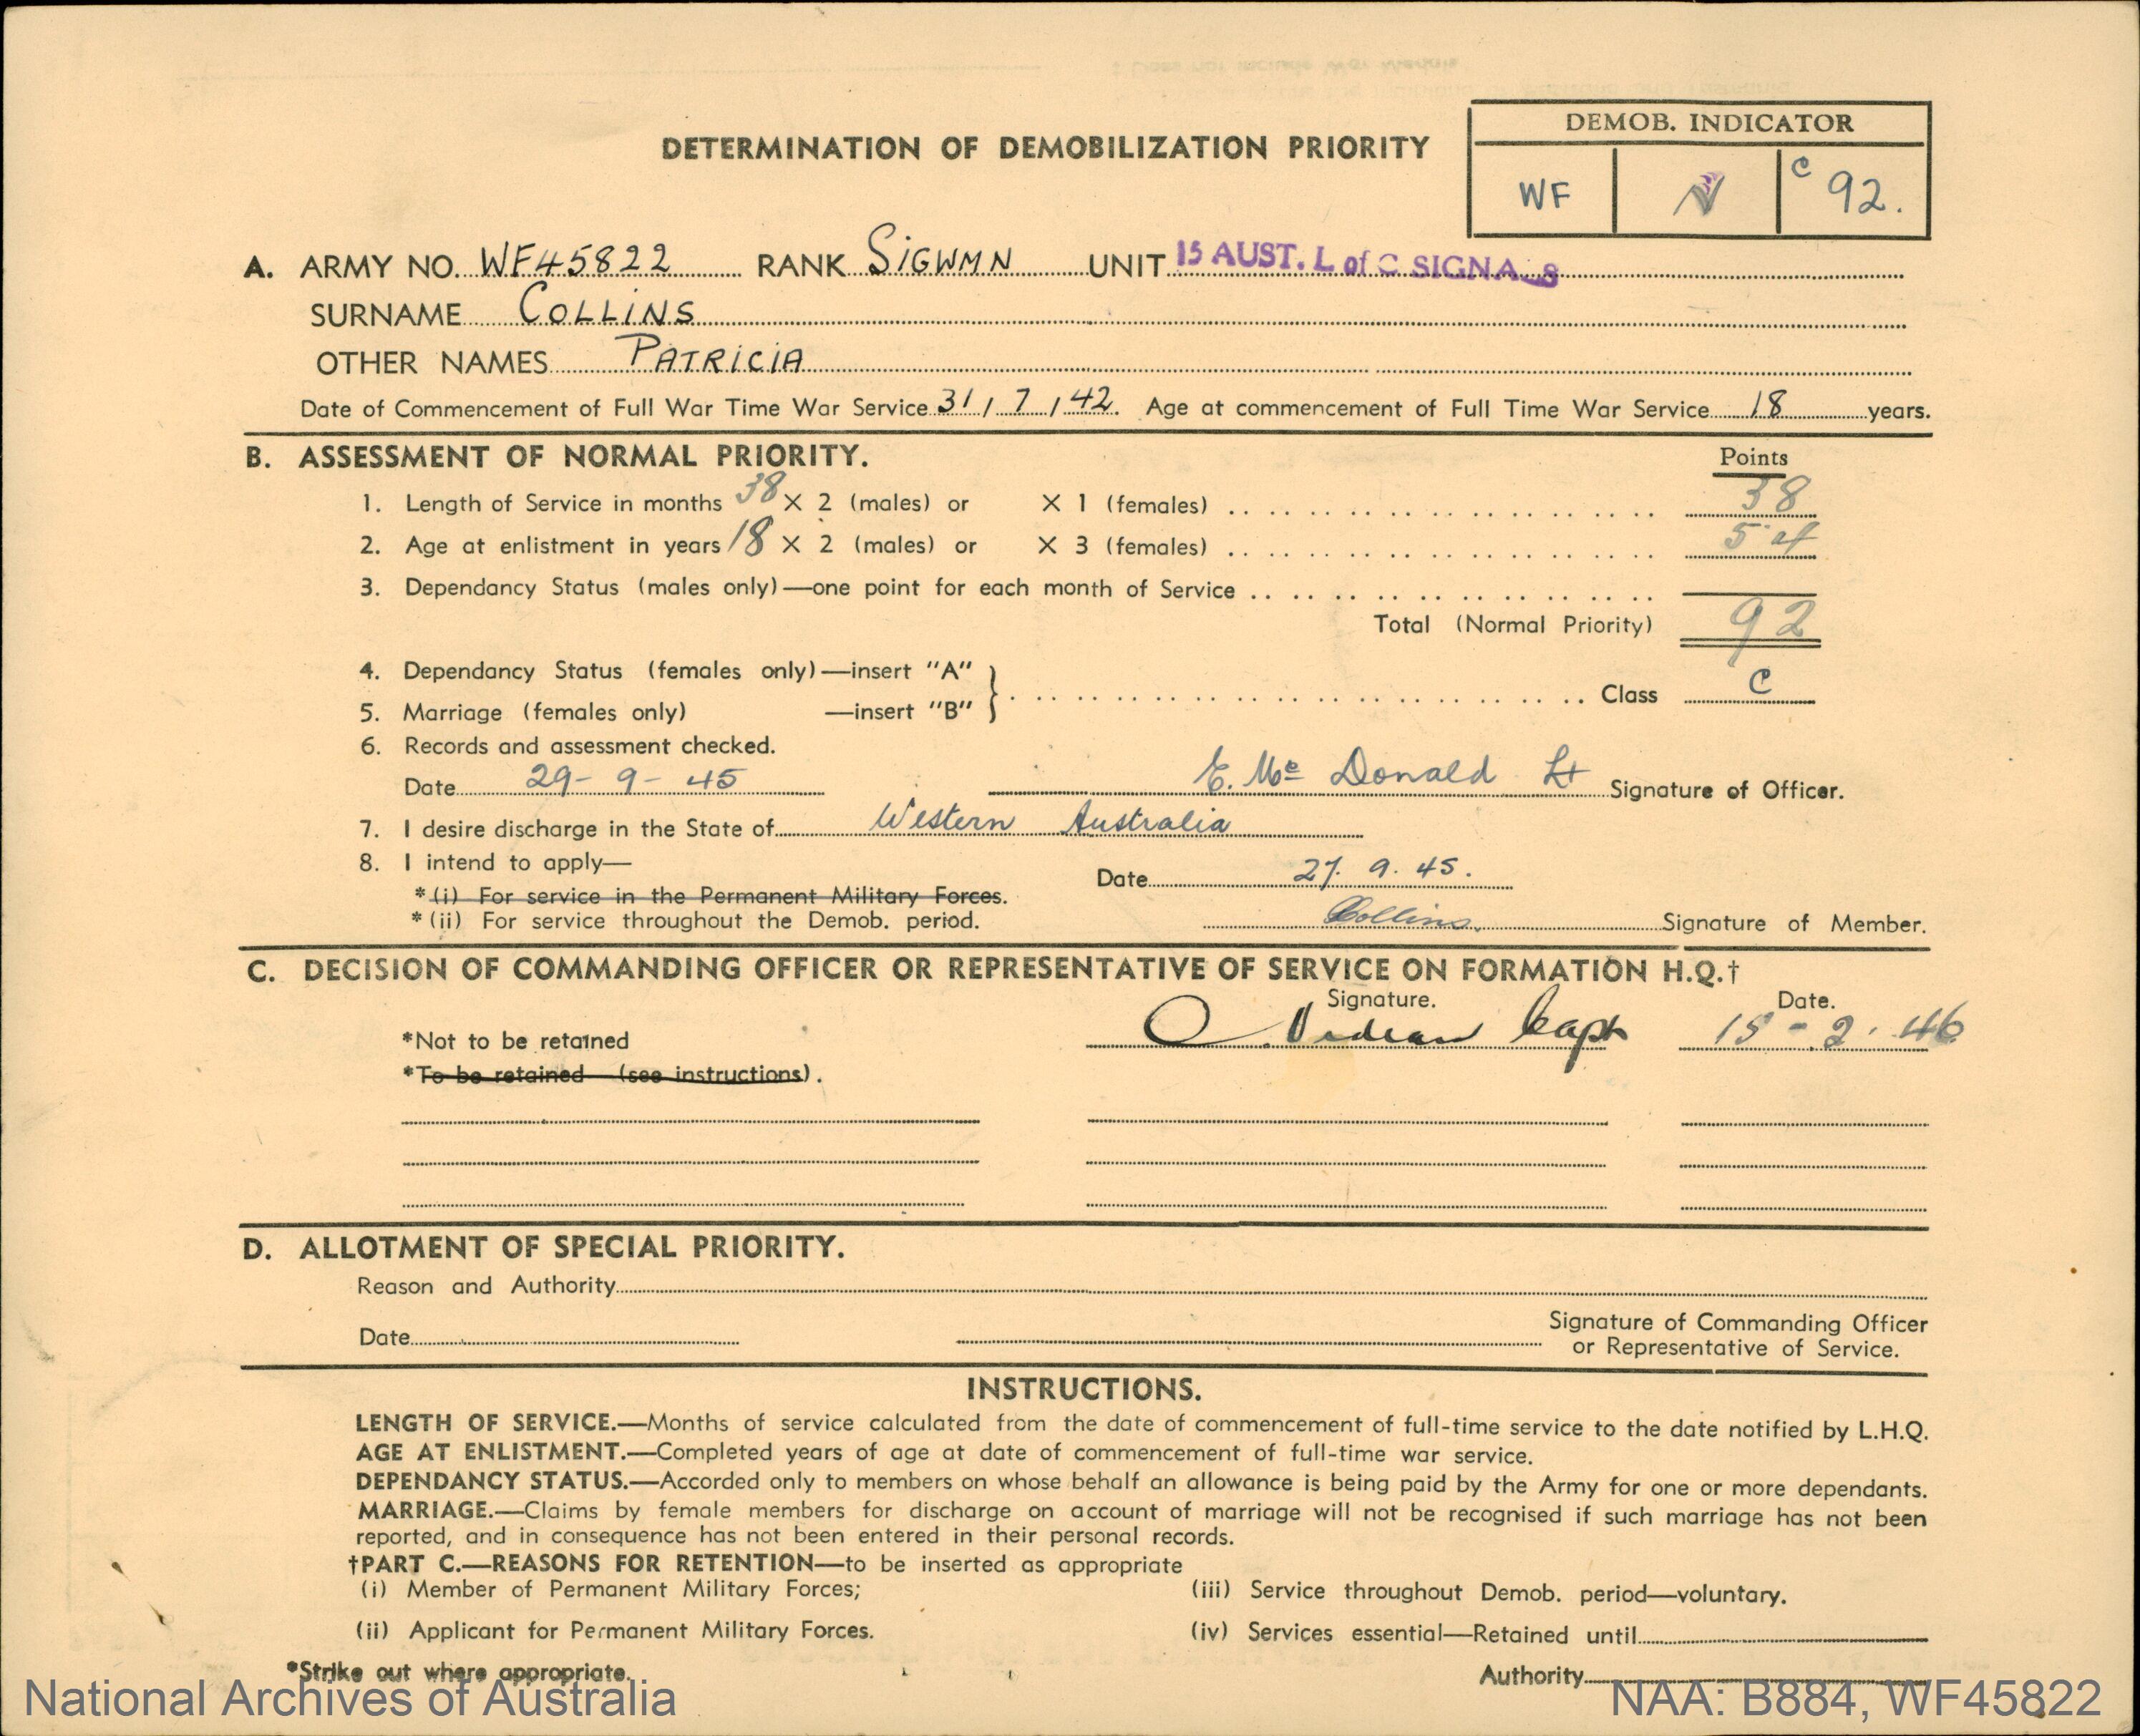 DETERMINATION OF DEMOBILIZATION PRIORITY
DEMOB. INDICATOR
WF N C 92.
A. ARMY NO. WF45822 RANK SIGWMN UNIT 15 AUST. L of C SIGNALS
SURNAME COLLINS
OTHER NAMES PATRICIA
Date of Commencement of Full War Time War Service 31/7/42. Age at commencement of Full Time War Service 18 years.
B. ASSESSMENT OF NORMAL PRIORITY. Points
1. Length of Service in months 38 × 2 (males) or × 1 (females) 38
2. Age at enlistment in years 18 × 2 (males) or × 3 (females) 54
3. Dependancy Status (males only)—one point for each month of Service
Total (Normal Priority) 92
4. Dependancy Status (females only)—insert "A"
Class C
5. Marriage (females only) —insert "B"
6. Records and assessment checked.
Date 29-9-45 E. McDonald Lt Signature of Officer.
7. I desire discharge in the State of Western Australia
8. I intend to apply—
Date 27. 9. 45.
*(i) For service in the Permanent Military Forces.
*(ii) For service throughout the Demob. period. Collins. Signature of Member.
C. DECISION OF COMMANDING OFFICER OR REPRESENTATIVE OF SERVICE ON FORMATION H.Q.†
Signature. Date.
*Not to be retained Capt 15-2-46
*To be retained (see instructions).
D. ALLOTMENT OF SPECIAL PRIORITY.
Reason and Authority
Signature of Commanding Officer
Date or Representative of Service.
INSTRUCTIONS.
LENGTH OF SERVICE.—Months of service calculated from the date of commencement of full-time service to the date notified by L.H.Q.
AGE AT ENLISTMENT.—Completed years of age at date of commencement of full-time war service.
DEPENDANCY STATUS.—Accorded only to members on whose behalf an allowance is being paid by the Army for one or more dependants.
MARRIAGE.—Claims by female members for discharge on account of marriage will not be recognised if such marriage has not been
reported, and in consequence has not been entered in their personal records.
†PART C.—REASONS FOR RETENTION—to be inserted as appropriate
(i) Member of Permanent Military Forces; (iii) Service throughout Demob. period—voluntary.
(ii) Applicant for Permanent Military Forces. (iv) Services essential—Retained until
*Strike out where appropriate. Authority
National Archives of Australia NAA: B884, WF45822